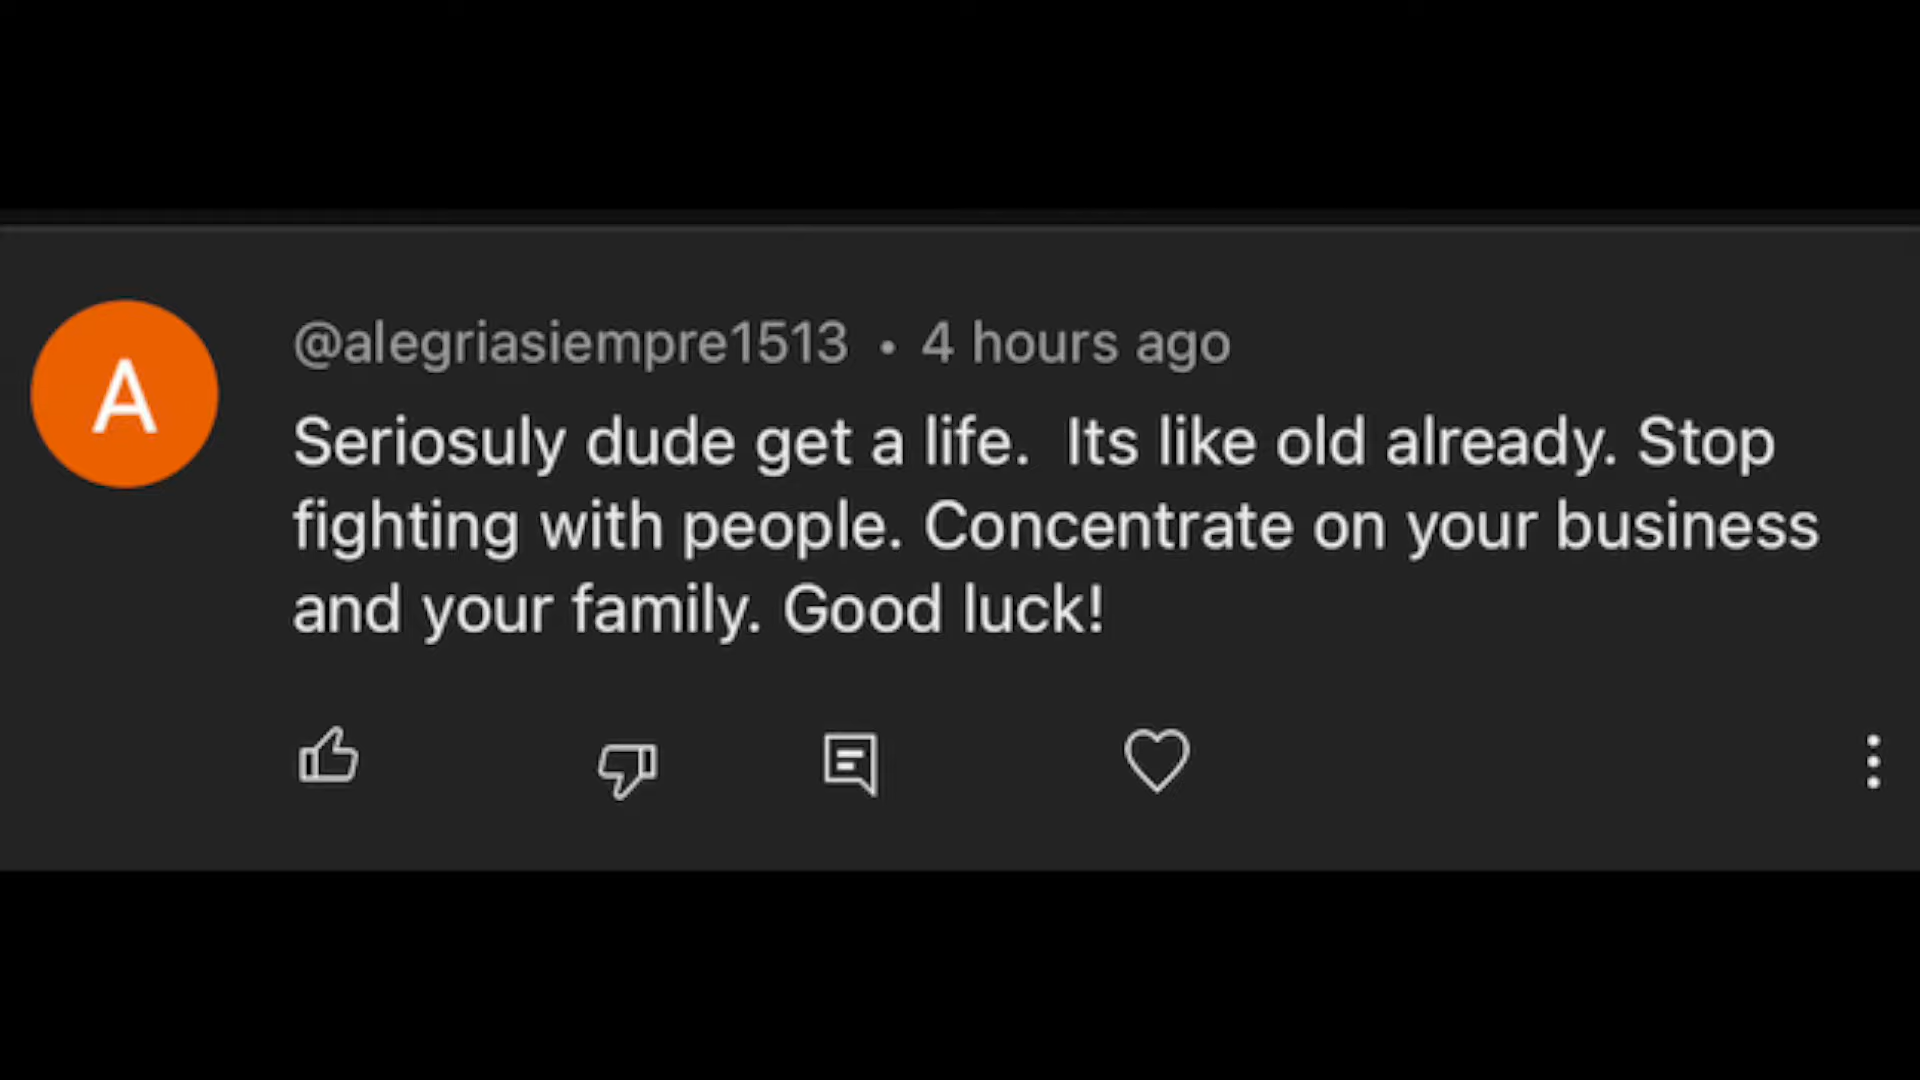 A
@alegriasiempre1513 • 4 hours ago
Seriosuly dude get a life.  Its like old already. Stop
fighting with people. Concentrate on your business
and your family. Good luck!